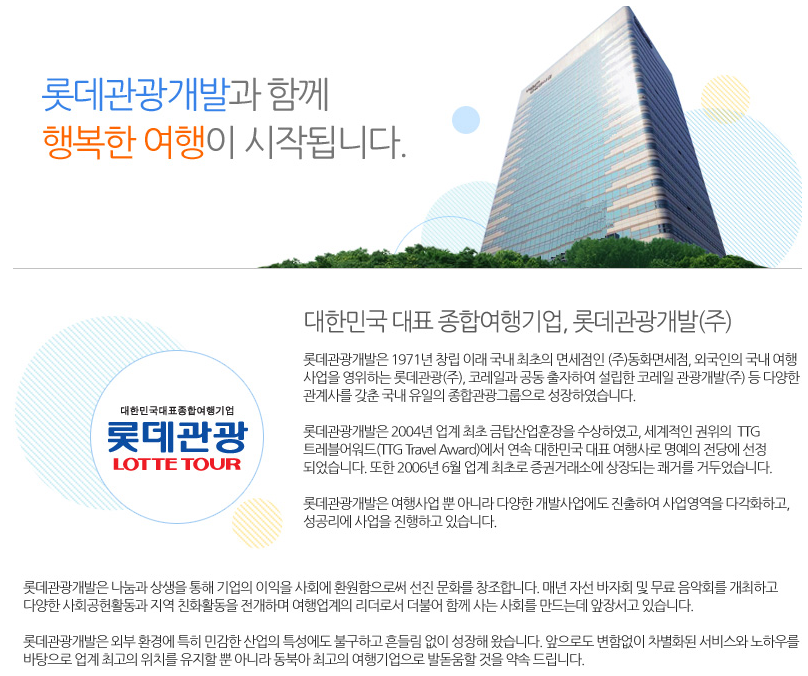 롯데관광개발과 함께
행복한 여행이 시작됩니다.
대한민국 대표 종합여행기업, 롯데관광개발(주)
롯데관광개발은 1971년 창립 이래 국내 최초의 면세점인 (주)동화면세점, 외국인의 국내 여행
사업을 영위하는 롯데관광(주), 코레일과 공동 출자하여 설립한 코레일 관광개발(주) 등 다양한
관계사를 갖춘 국내 유일의 종합관광그룹으로 성장하였습니다.
대한민국대표종합여행기업
롯데관광
LOTTE TOUR
롯데관광개발은 2004년 업계 최초 금탑산업훈장을 수상하였고, 세계적인 권위의 TTG
트레블어워드(TTG Travel Award)에서 연속 대한민국 대표 여행사로 명예의 전당에 선정
되었습니다. 또한 2006년 6월 업계 최초로 증권거래소에 상장되는 쾌거를 거두었습니다.
롯데관광개발은 여행사업 뿐 아니라 다양한 개발사업에도 진출하여 사업영역을 다각화하고,
성공리에 사업을 진행하고 있습니다.
롯데관광개발은 나눔과 상생을 통해 기업의 이익을 사회에 환원함으로써 선진 문화를 창조합니다. 매년 자선 바자회 및 무료 음악회를 개최하고
다양한 사회공헌활동과 지역 친화활동을 전개하며 여행업계의 리더로서 더불어 함께 사는 사회를 만드는데 앞장서고 있습니다.
롯데관광개발은 외부 환경에 특히 민감한 산업의 특성에도 불구하고 흔들림 없이 성장해 왔습니다. 앞으로도 변함없이 차별화된 서비스와 노하우를
바탕으로 업계 최고의 위치를 유지할 뿐 아니라 동북아 최고의 여행기업으로 발돋움할 것을 약속 드립니다.